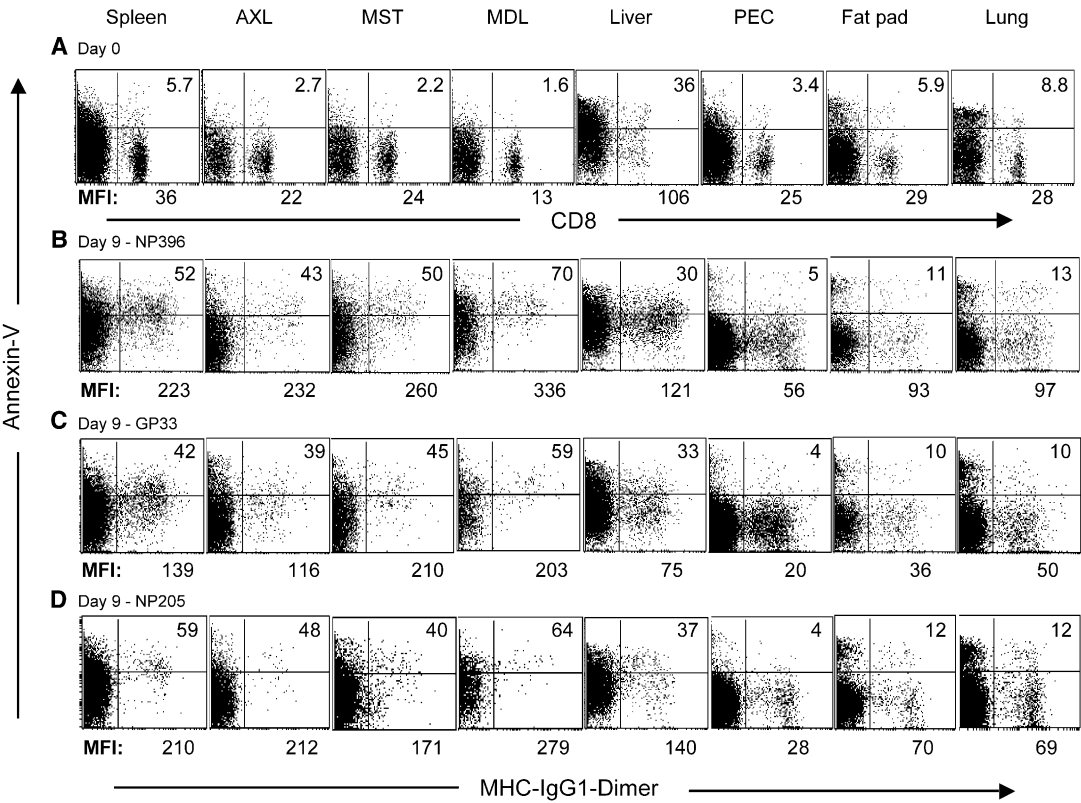 Spleen AXL MST MDL Liver PEC Fat pad Lung
A Day 0
5.7 2.7 2.2 1.6 36 3.4 5.9 8.8
MFI: 36 22 24 13 106 25 29 28
CD8
B Day 9 - NP396
52 43 50 70 30 5 11 13
MFI: 223 232 260 336 121 56 93 97
Annexin-V
C Day 9 - GP33
42 39 45 59 33 4 10 10
MFI: 139 116 210 203 75 20 36 50
D Day 9 - NP205
59 48 40 64 37 4 12 12
MFI: 210 212 171 279 140 28 70 69
MHC-IgG1-Dimer